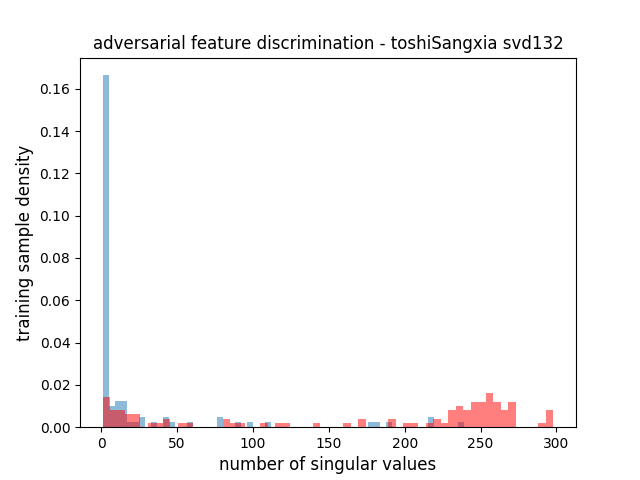 adversarial feature discrimination - toshiSangxia svd132
0.16
0.14
0.12
0.10
0.08
0.06
0.04
0.02
0.00
training sample density
0 50 100 150 200 250 300
number of singular values